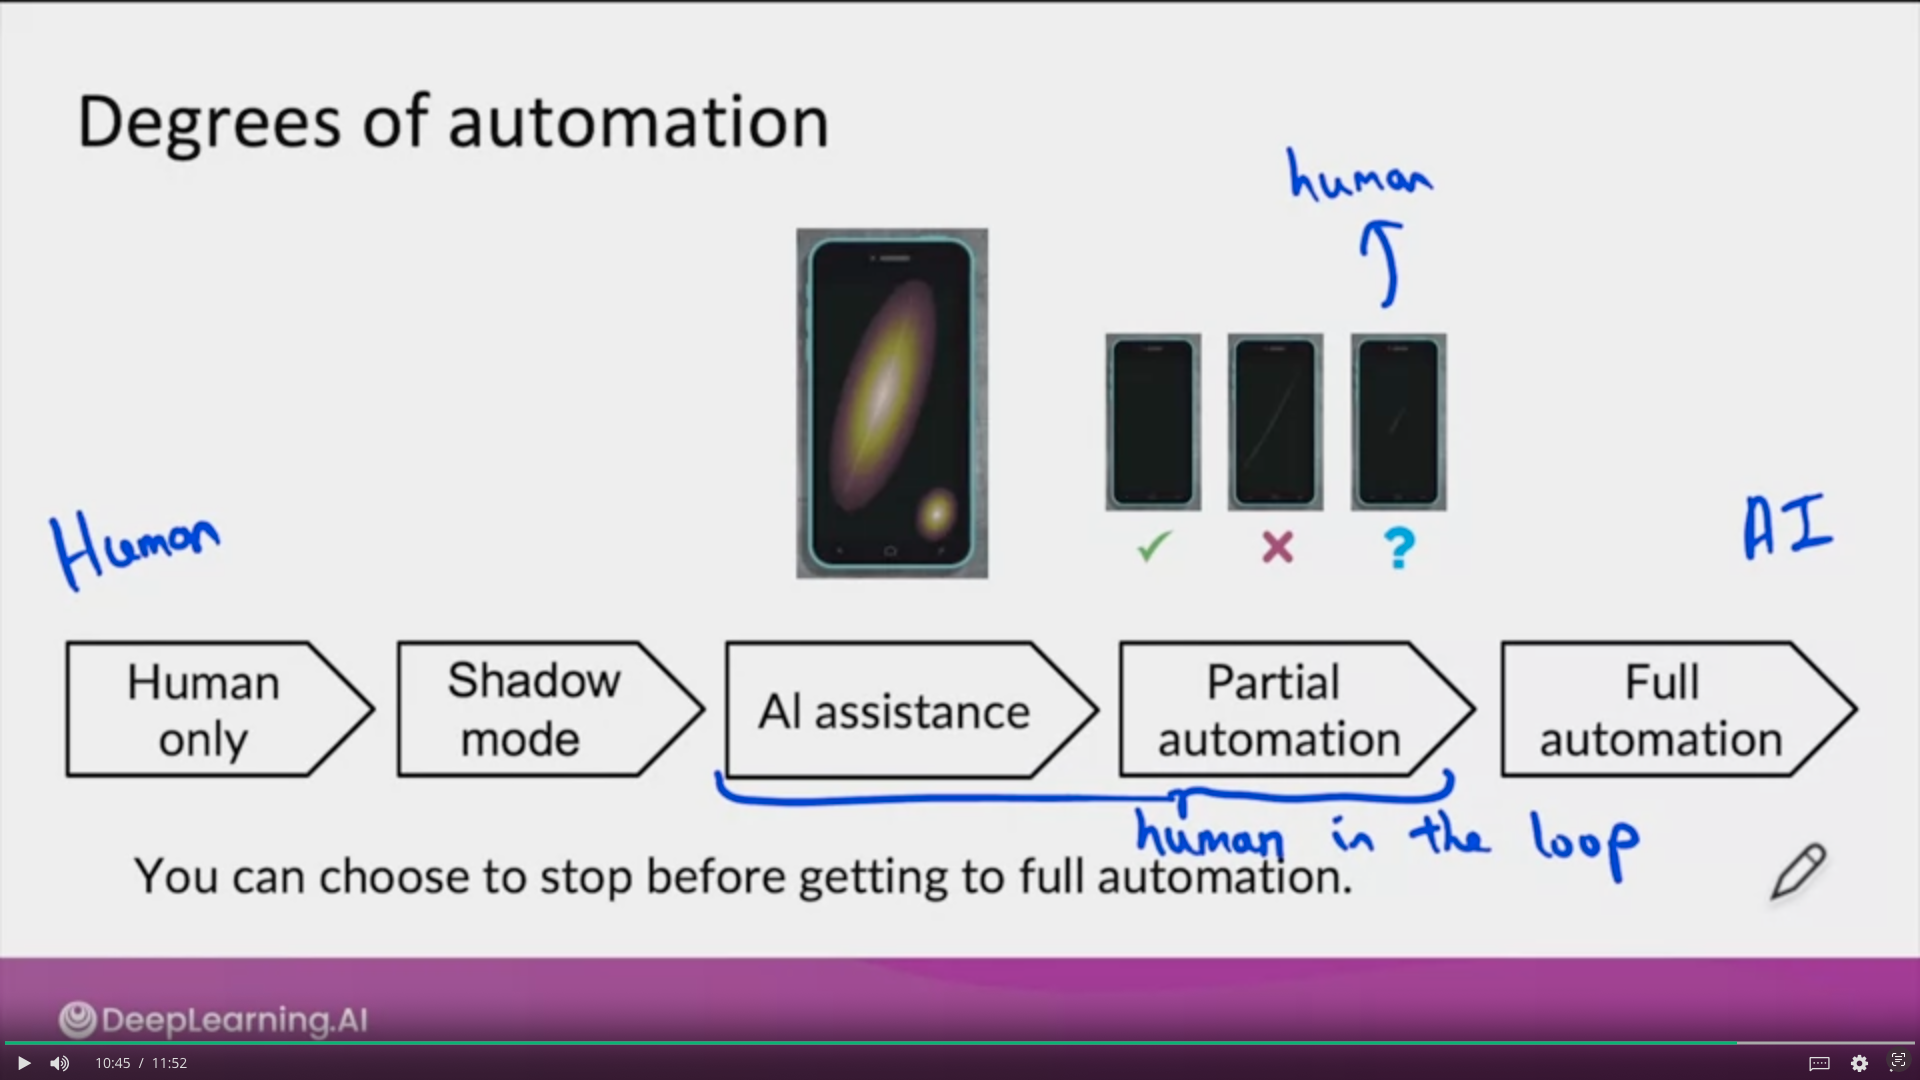 Degrees of automation
human
✓ ✗ ?
Human
AI
Human
only
Shadow
mode
AI assistance
Partial
automation
Full
automation
human in the loop
You can choose to stop before getting to full automation.
DeepLearning.AI
10:45 / 11:52